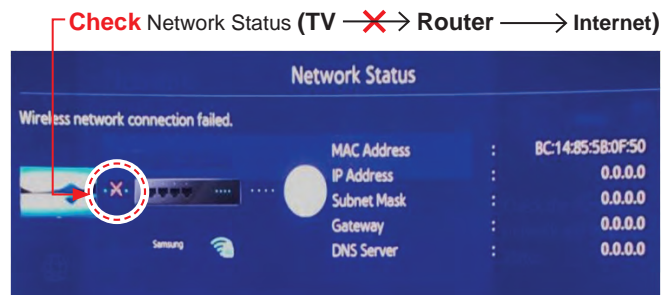 Check Network Status (TV → Router → Internet)
Network Status
Wireless network connection failed.
MAC Address : BC:14:85:5B:0F:50
IP Address : 0.0.0.0
Subnet Mask : 0.0.0.0
Gateway : 0.0.0.0
Samsung
DNS Server : 0.0.0.0